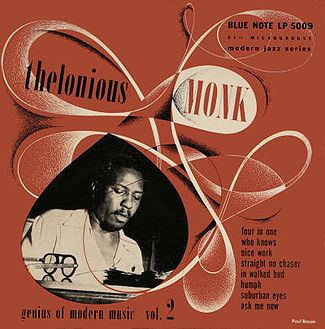 BLUE NOTE LP 5009
33⅓ MICROGROOVE
modern jazz series
thelonious
MONK
four in one
who knows
nice work
straight no chaser
in walked bud
humph
suburban eyes
ask me now
genius of modern music vol. 2
Paul Bacon